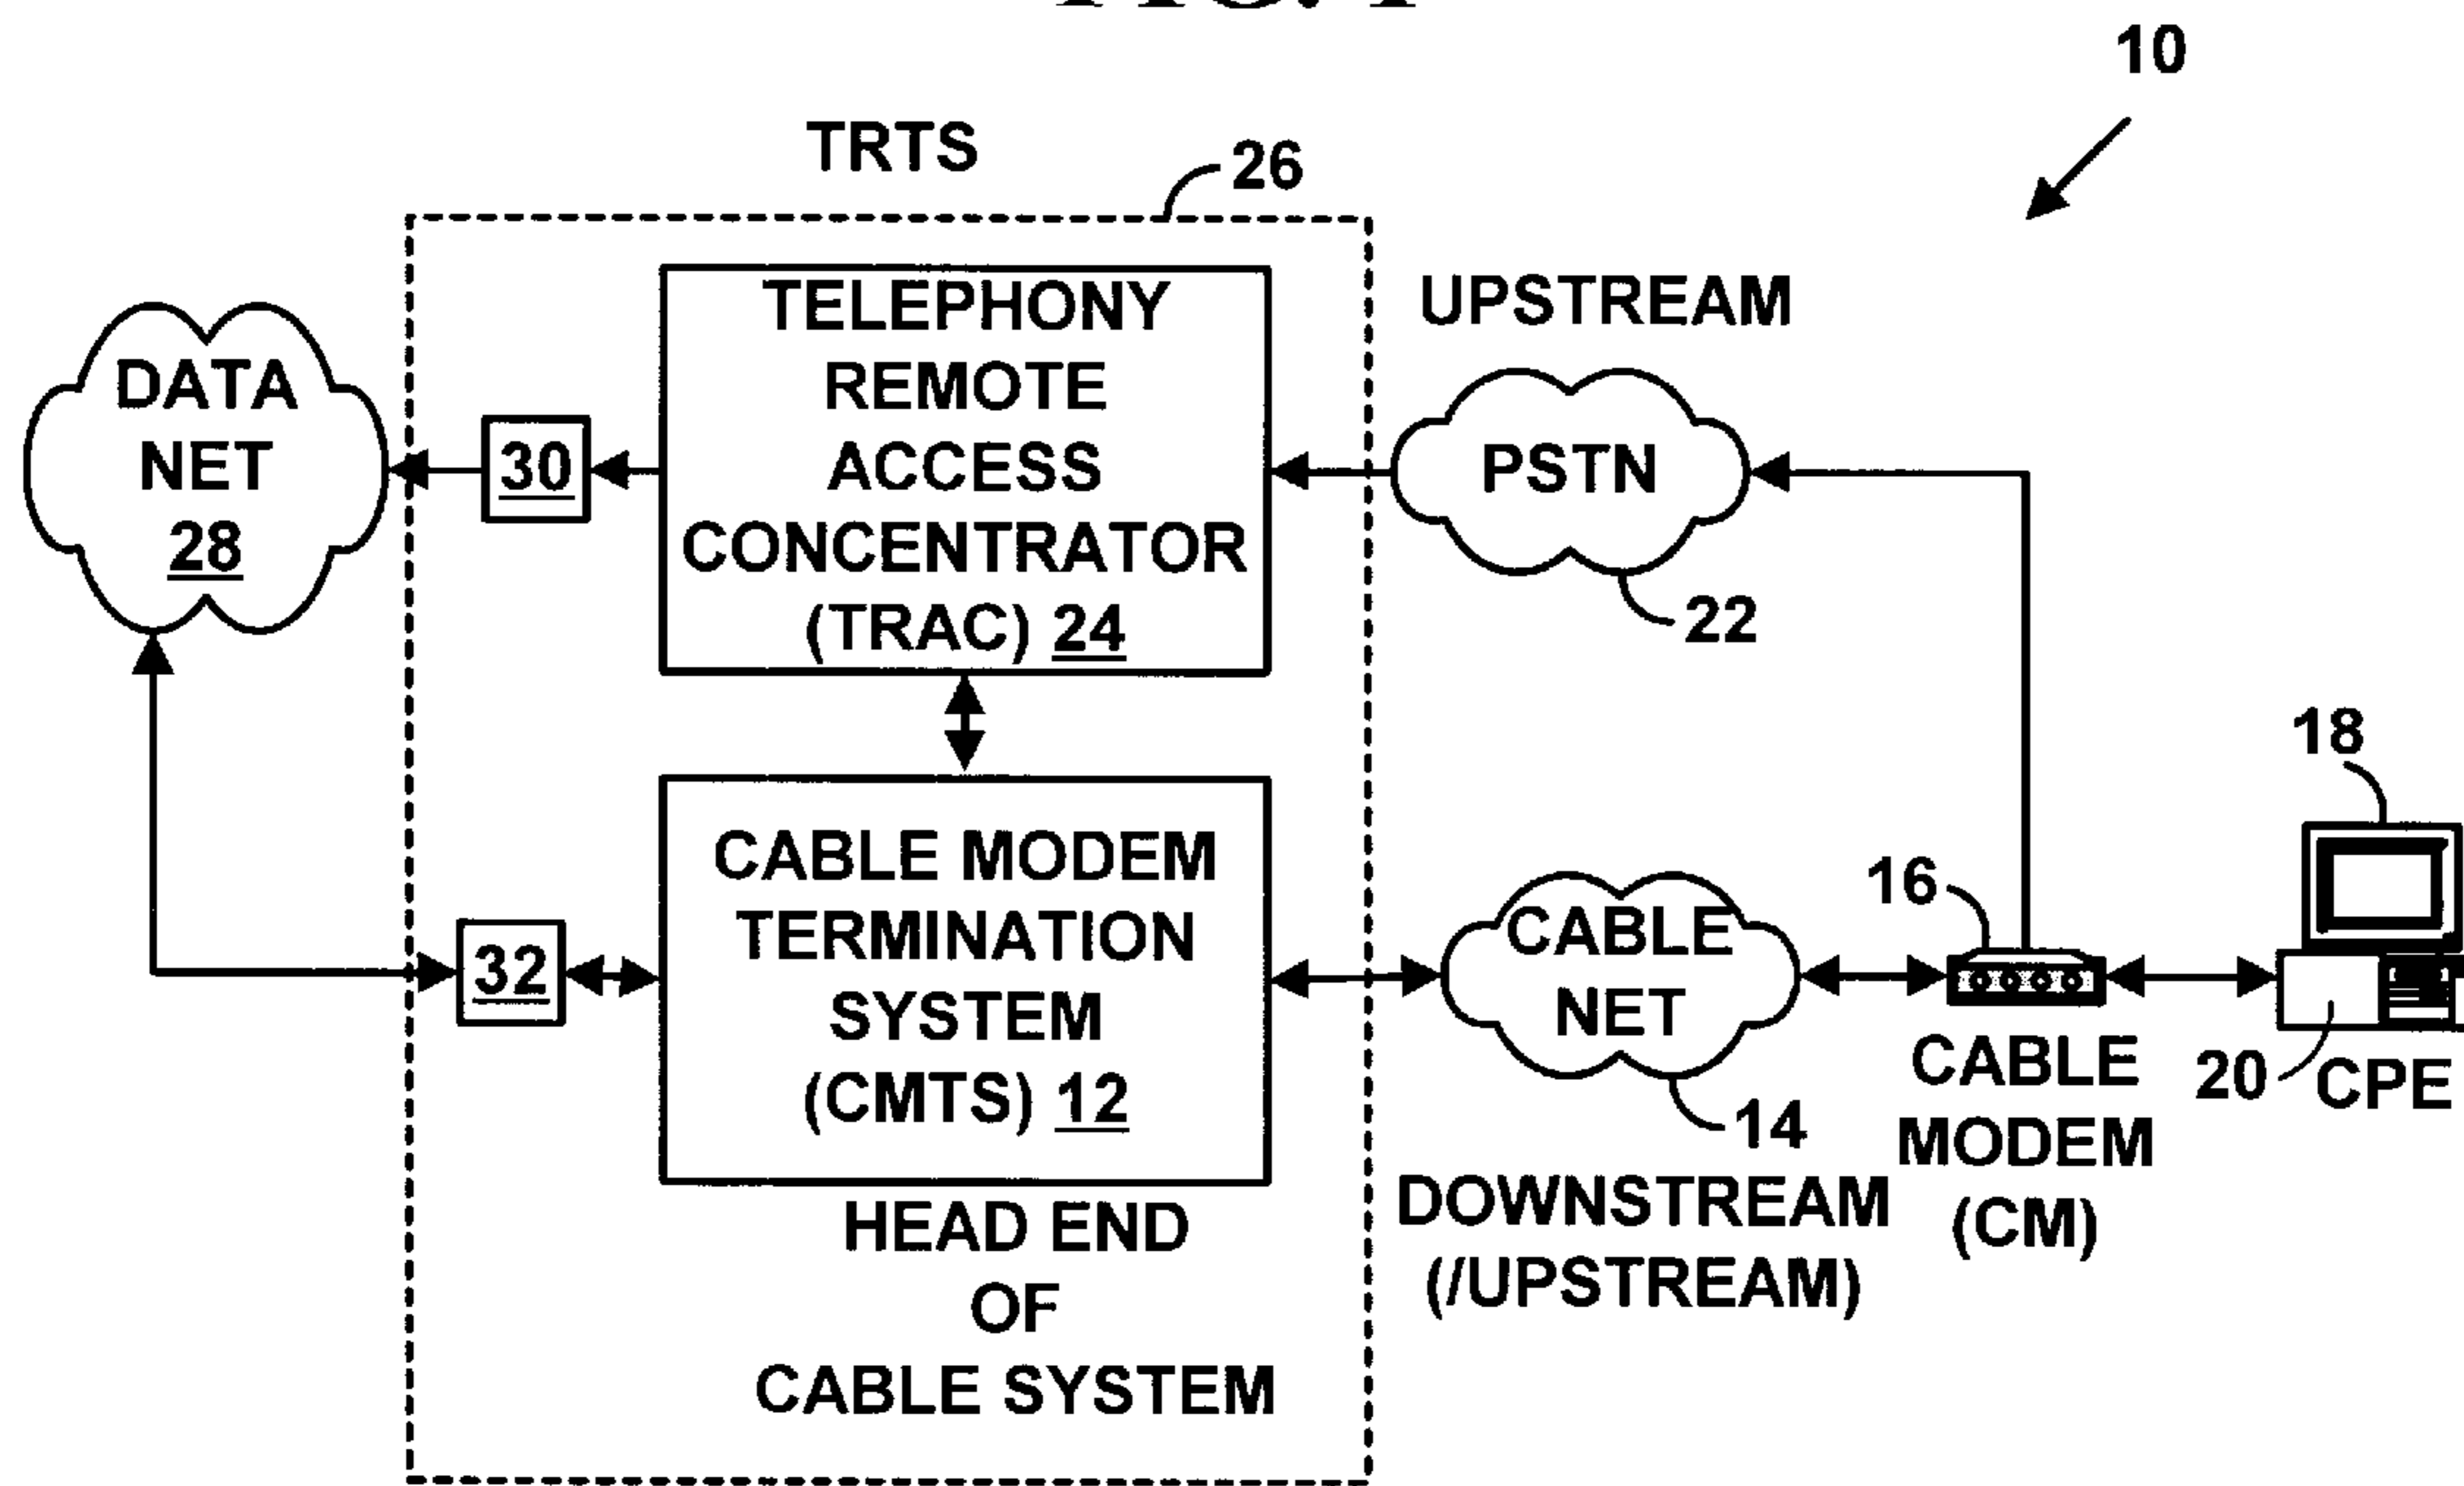 10
TRTS
26
TELEPHONY
REMOTE
ACCESS
CONCENTRATOR
(TRAC) 24
UPSTREAM
DATA
NET
28
30
PSTN
22
18
CABLE MODEM
TERMINATION
SYSTEM
(CMTS) 12
32
CABLE
NET
14
16
20
CPE
CABLE
MODEM
(CM)
DOWNSTREAM
(/UPSTREAM)
HEAD END
OF
CABLE SYSTEM